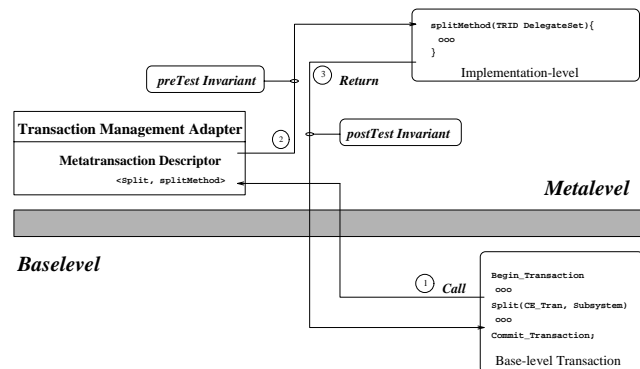 splitMethod(TRID DelegateSet){
ooo
}
Implementation-level
preTest Invariant
3 Return
Transaction Management Adapter
2
postTest Invariant
Metatransaction Descriptor
<Split, splitMethod>
Metalevel
Baselevel
1 Call
Begin_Transaction
ooo
Split(CE_Tran, Subsystem)
ooo
Commit_Transaction;
Base-level Transaction